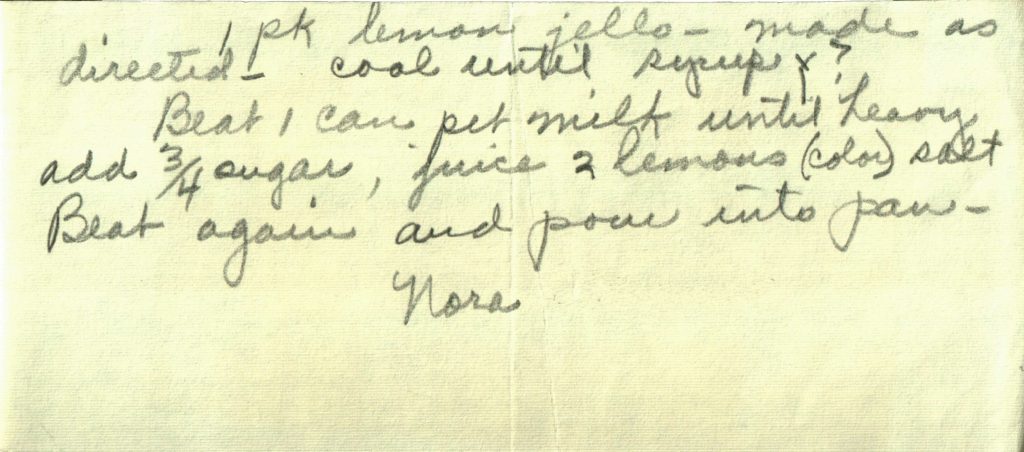 1 pk lemon jello - made as
directed - cool until syrupy?
Beat 1 can pet milk until heavy
add 3/4 sugar, juice 2 lemons (color) salt
Beat again and pour into pan -
Nora